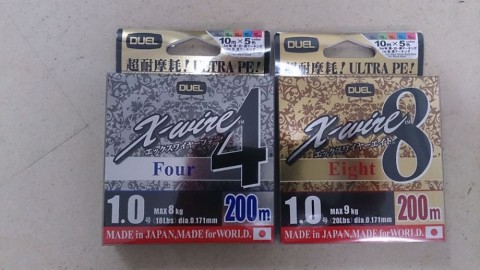 DUEL
10m×5色
超耐摩耗!ULTRA PE!
DUEL
X-wire 4
エックスワイヤーフォー
Four
1.0号
MAX 8kg
(18Lbs) dia.0.171mm
200m
MADE in JAPAN, MADE for WORLD.
DUEL
10m×5色
超耐摩耗!ULTRA PE!
DUEL
X-wire 8
エックスワイヤーエイト
Eight
1.0号
MAX 9kg
(20Lbs) dia.0.171mm
200m
MADE in JAPAN, MADE for WORLD.